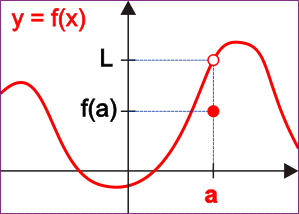 y = f(x)
L
f(a)
a